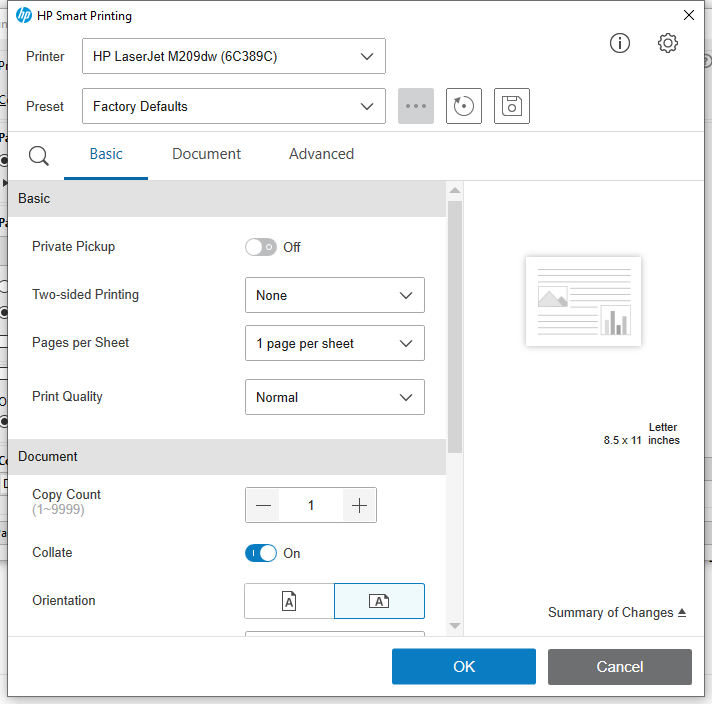 HP Smart Printing
Printer
HP LaserJet M209dw (6C389C)
Preset
Factory Defaults
Basic
Document
Advanced
Basic
Private Pickup
Off
Two-sided Printing
None
Pages per Sheet
1 page per sheet
Print Quality
Normal
Letter
8.5 x 11 inches
Document
Copy Count
(1~9999)
1
Collate
On
Orientation
A
A
Summary of Changes
OK
Cancel